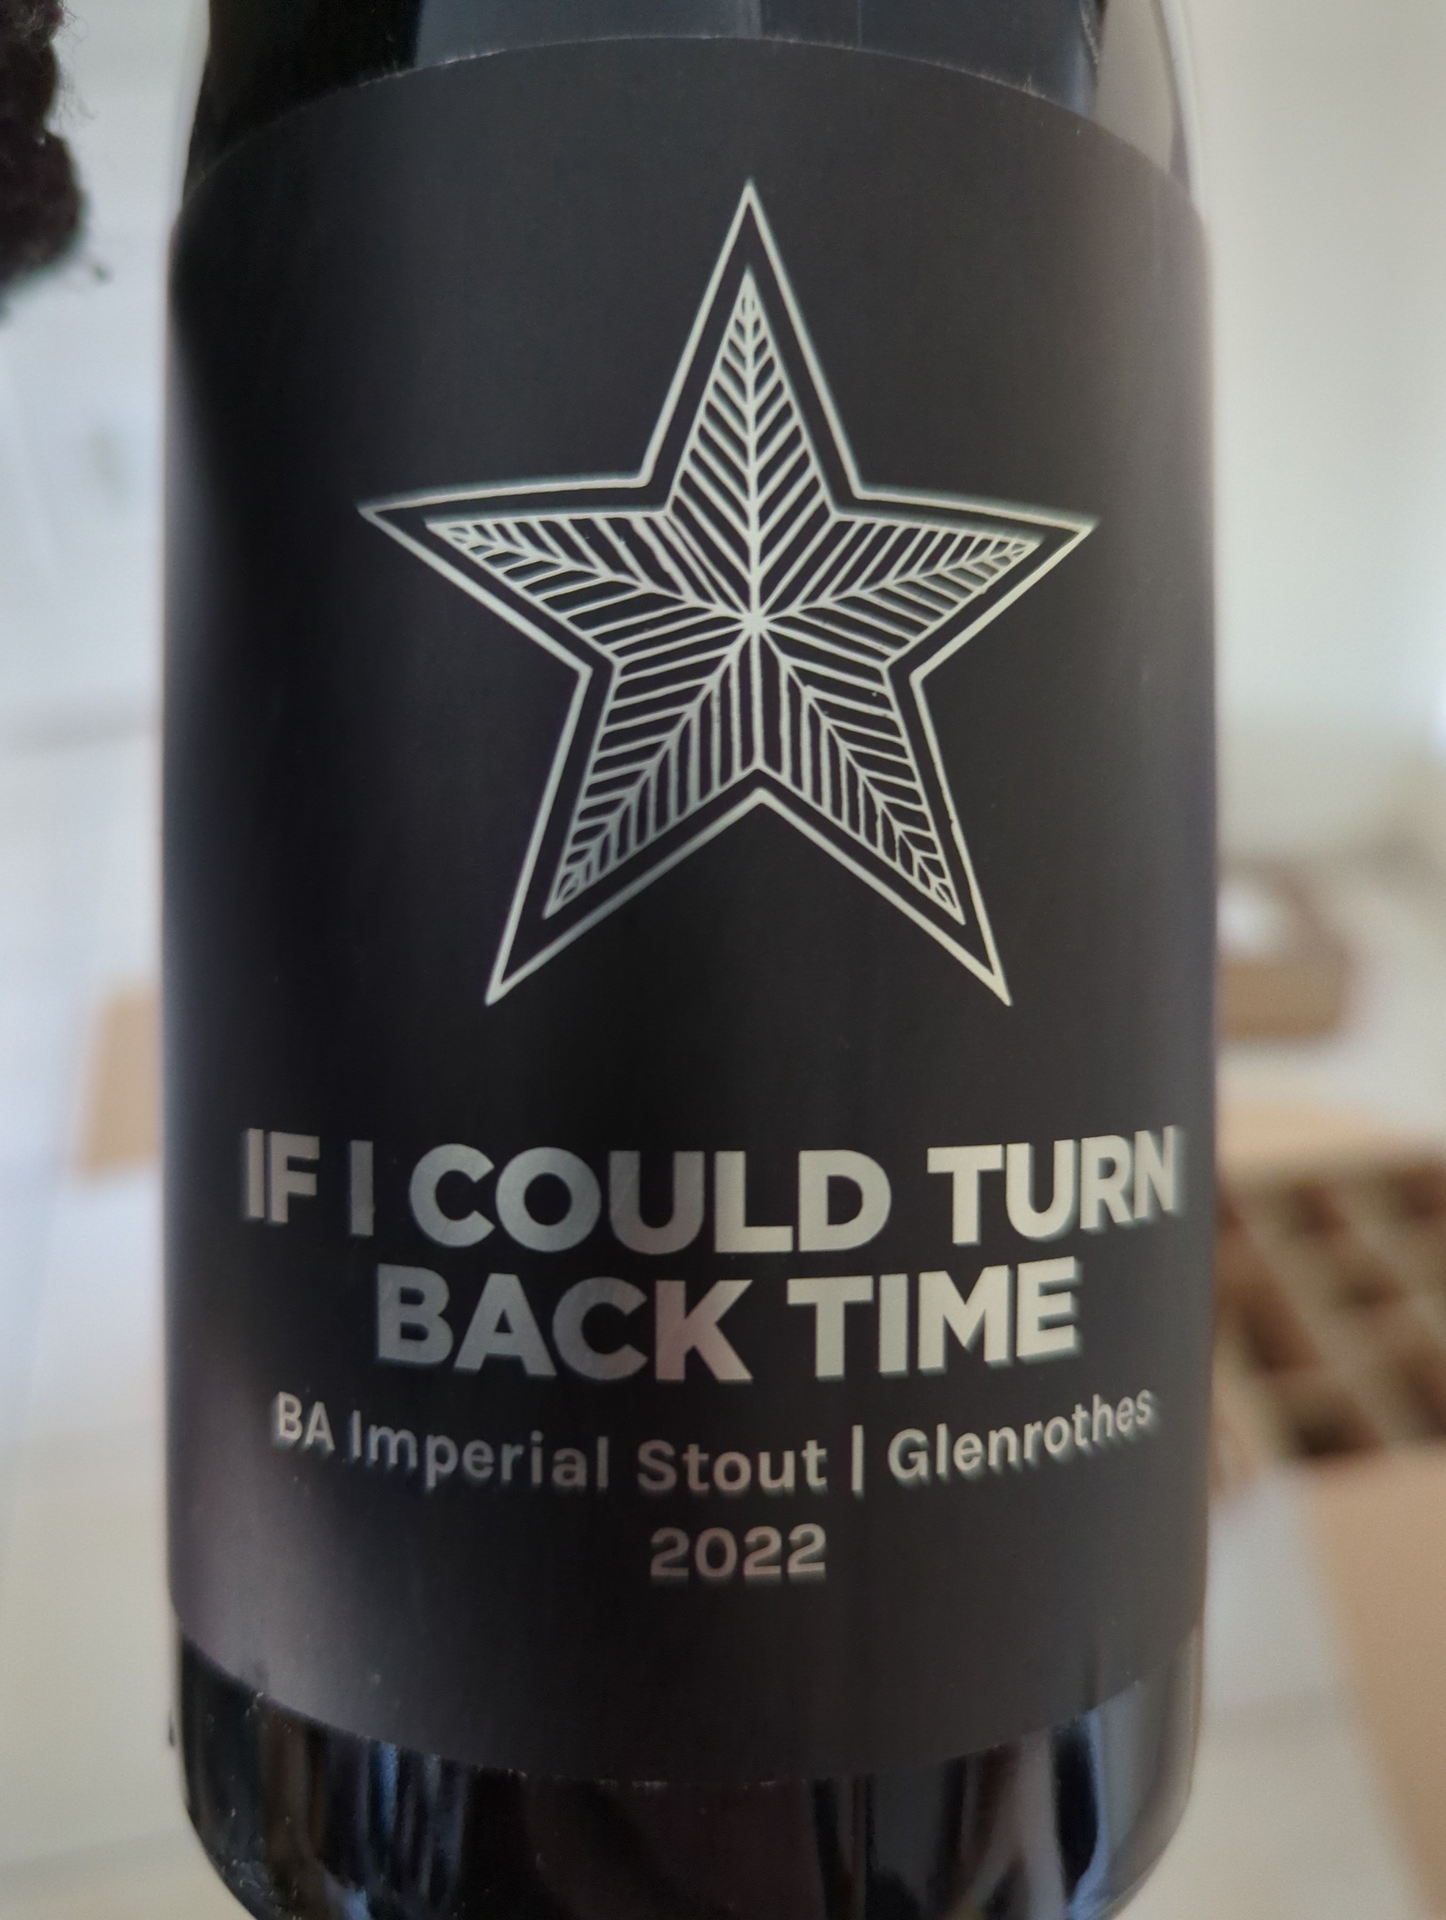 IF I COULD TURN
BACK TIME
BA Imperial Stout | Glenrothes
2022